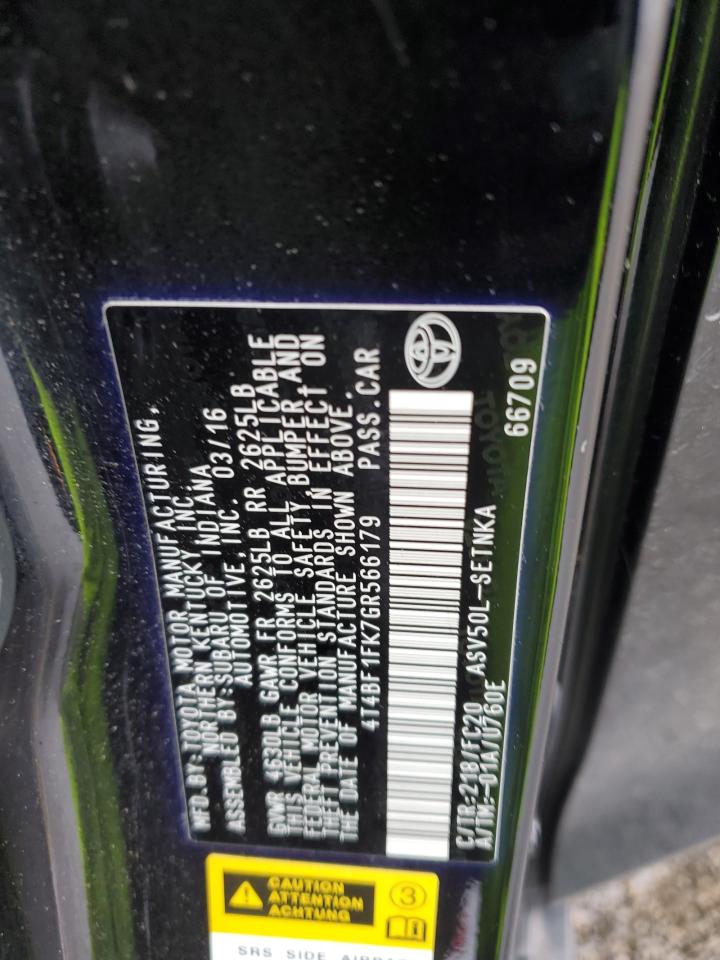 MFD.BY:TOYOTA MOTOR MANUFACTURING,
NORTHERN KENTUCKY INC.
ASSEMBLED BY:SUBARU OF INDIANA
AUTOMOTIVE, INC. 03/16
GVWR 4630LB GAWR FR 2625LB RR 2625LB
THIS VEHICLE CONFORMS TO ALL APPLICABLE
FEDERAL MOTOR VEHICLE SAFETY, BUMPER, AND
THEFT PREVENTION STANDARDS IN EFFECT ON
THE DATE OF MANUFACTURE SHOWN ABOVE.
4T4BF1FK7GR566179 PASS.CAR
C/TR:218/FC20 ASV50L-SETNKA
A/TM:-01A/U760E 66709
CAUTION
ATTENTION
ACHTUNG
3
SRS SIDE